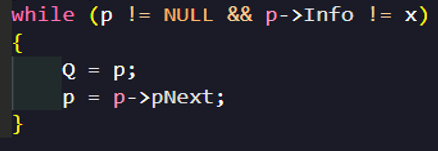 while (p != NULL && p->Info != x)
{
    Q = p;
    p = p->pNext;
}